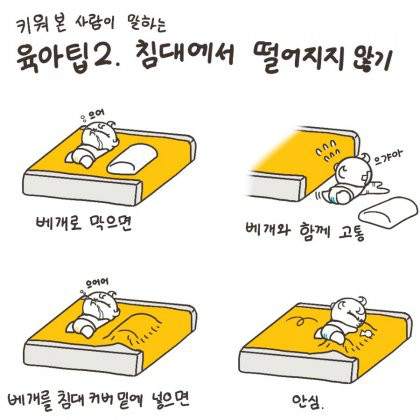 키워 본 사람이 말하는
육아팁2. 침대에서 떨어지지 않기
으어
으갸아
베개로 막으면
베개와 함께 고통
으어어
베개를 침대 커버 밑에 넣으면
안심.